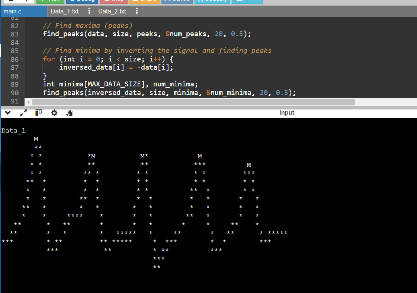 main.c Data_1.txt ⋮ Data_2.txt ⋮
82 // Find maxima (peaks)
83 find_peaks(data, size, peaks, &num_peaks, 20, 0.5);
84
85 // Find minima by inverting the signal and finding peaks
86 for (int i = 0; i < size; i++) {
87 inversed_data[i] = -data[i];
88 }
89 int minima[MAX_DATA_SIZE], num_minima;
90 find_peaks(inversed_data, size, minima, &num_minima, 20, 0.5);
91
input
Data_1
M
**
* * *M M* M
* * ** ** *** M
* * ** * * * * * ***
** * * * * * * * * *
* * * * * * ** * * *
* * ** * * * * * * *
** * * * * * * * * *
* * **** * * * ** * * *
** * ** * * * * * ** *
* ** * ***** * ** * ** * *****
*** * ** ** ***** * *** * * ***
*** ** * ** ***
***
**